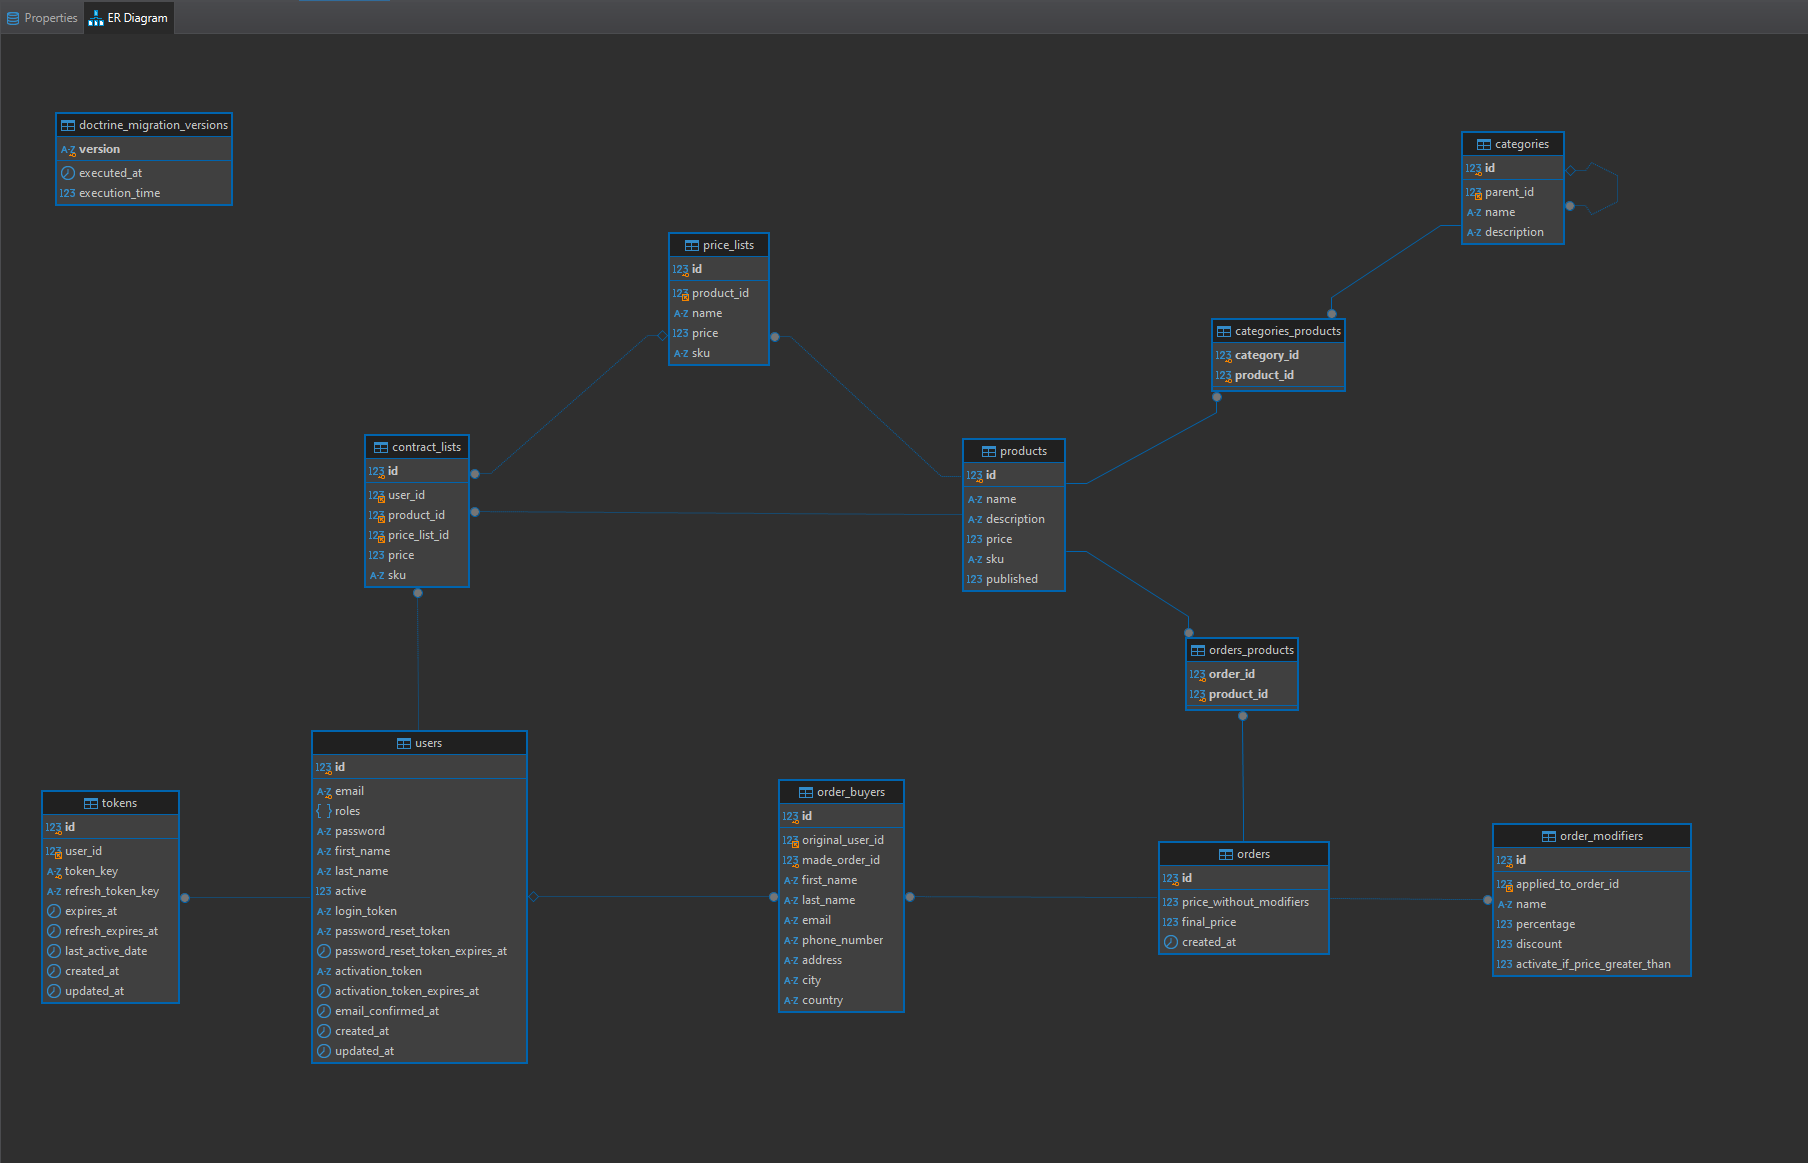 Properties
ER Diagram
doctrine_migration_versions
A-Z version
executed_at
123 execution_time
categories
123 id
123 parent_id
A-Z name
A-Z description
price_lists
123 id
123 product_id
A-Z name
123 price
A-Z sku
categories_products
123 category_id
123 product_id
contract_lists
123 id
123 user_id
123 product_id
123 price_list_id
123 price
A-Z sku
products
123 id
A-Z name
A-Z description
123 price
A-Z sku
123 published
orders_products
123 order_id
123 product_id
tokens
123 id
123 user_id
A-Z token_key
A-Z refresh_token_key
expires_at
refresh_expires_at
last_active_date
created_at
updated_at
users
123 id
A-Z email
{ } roles
A-Z password
A-Z first_name
A-Z last_name
123 active
A-Z login_token
A-Z password_reset_token
password_reset_token_expires_at
A-Z activation_token
activation_token_expires_at
email_confirmed_at
created_at
updated_at
order_buyers
123 id
123 original_user_id
123 made_order_id
A-Z first_name
A-Z last_name
A-Z email
A-Z phone_number
A-Z address
A-Z city
A-Z country
orders
123 id
123 price_without_modifiers
123 final_price
created_at
order_modifiers
123 id
123 applied_to_order_id
A-Z name
123 percentage
123 discount
123 activate_if_price_greater_than